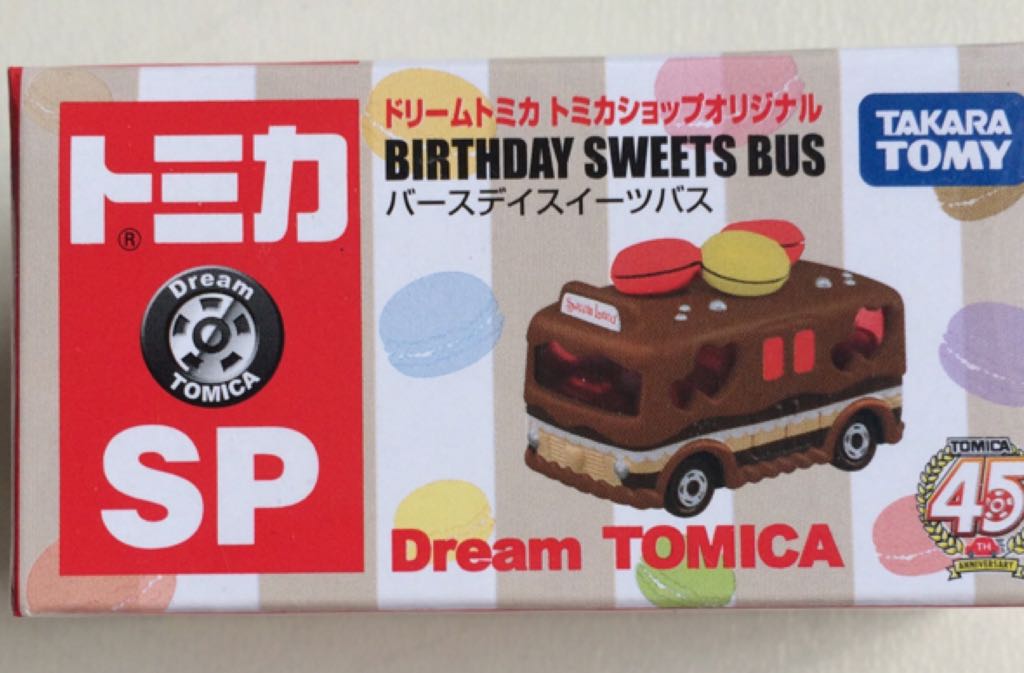 トミカ
®
Dream
TOMICA
SP
ドリームトミカ トミカショップオリジナル
BIRTHDAY SWEETS BUS
バースデイスイーツバス
TAKARA
TOMY
Dream TOMICA
TOMICA
45
TH
ANNIVERSARY